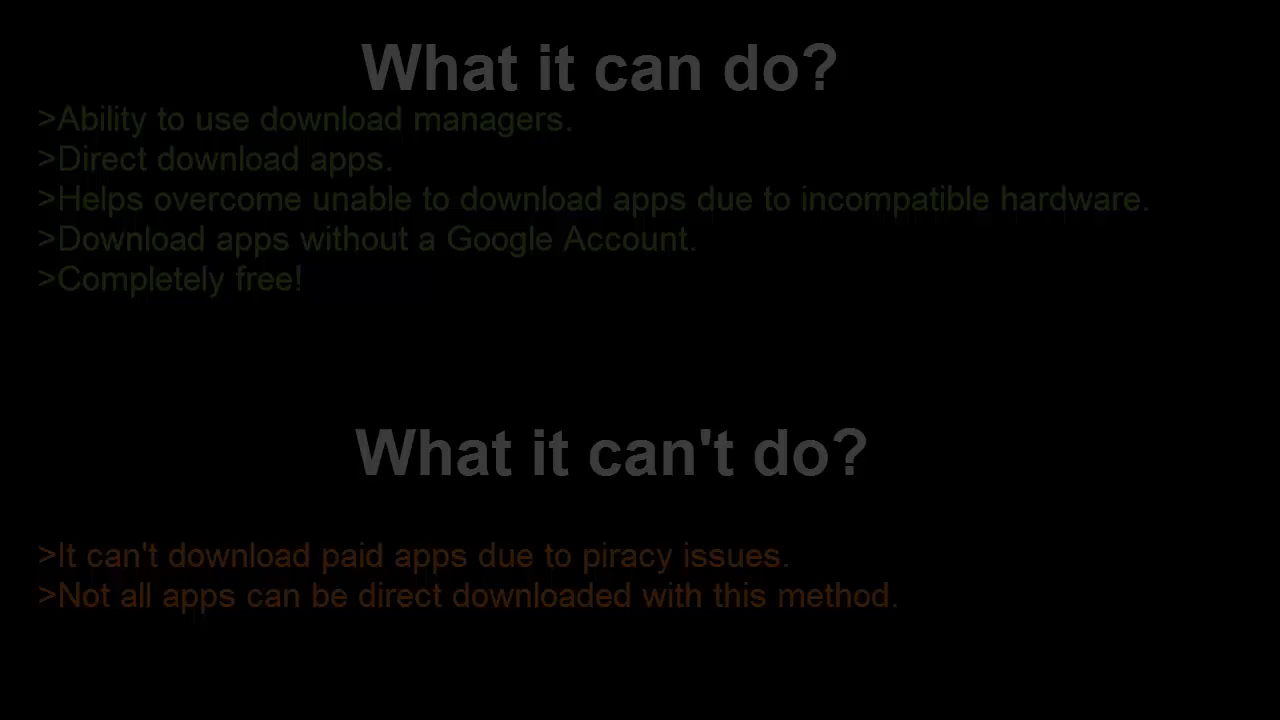 What it can do?
>Ability to use download managers.
>Direct download apps.
>Helps overcome unable to download apps due to incompatible hardware.
>Download apps without a Google Account.
>Completely free!
What it can't do?
>It can't download paid apps due to piracy issues.
>Not all apps can be direct downloaded with this method.